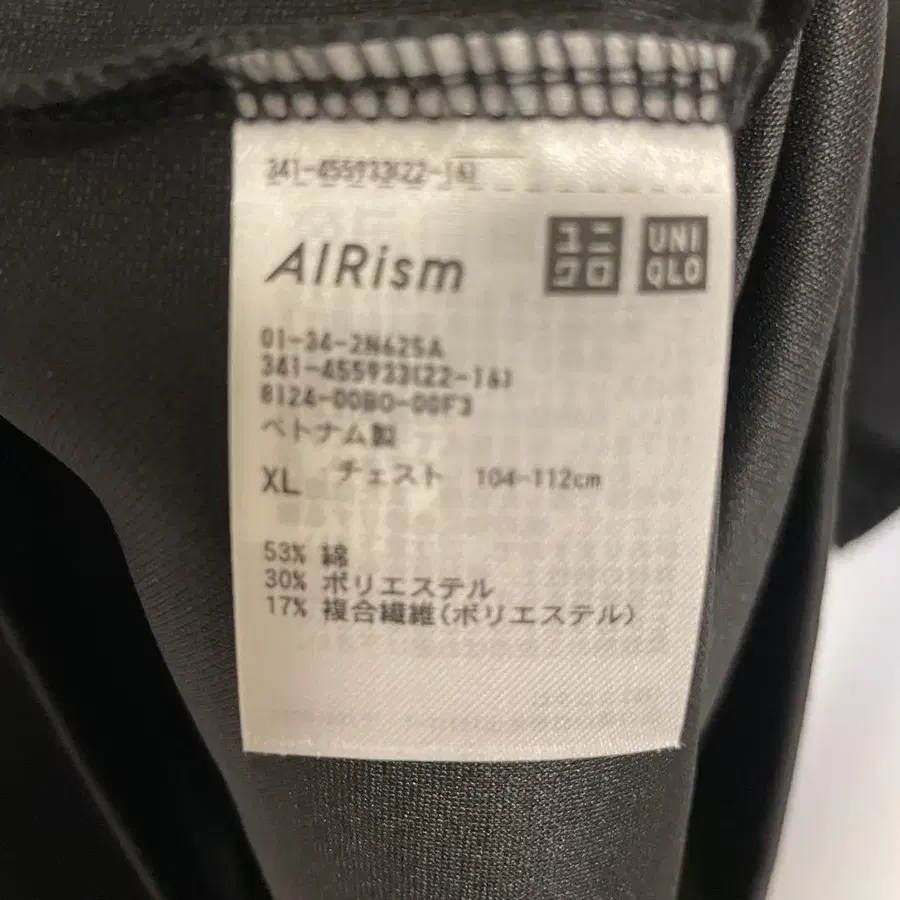 341-455933(22-16)
AIRism
ユニ
クロ
UNI
QLO
01-34-2N625A
341-455933(22-16)
8124-00B0-00F3
ベトナム製
XL チェスト 104-112cm
53% 綿
30% ポリエステル
17% 複合繊維(ポリエステル)